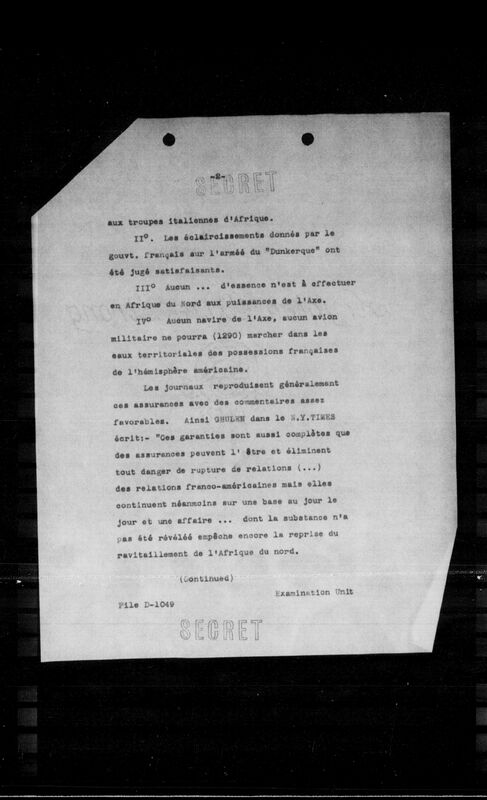 -2-
SECRET
aux troupes italiennes d'Afrique.
II°. Les éclaircissements donnés par le
gouvt. français sur l'armée du "Dunkerque" ont
été jugé satisfaisants.
III° Aucun ... d'essence n'est à effectuer
en Afrique du Nord aux puissances de l'Axe.
IV° Aucun navire de l'Axe, aucun avion
militaire ne pourra (1290) marcher dans les
eaux territoriales des possessions françaises
de l'hémisphère américaine.
Les journaux reproduisent généralement
ces assurances avec des commentaires assez
favorables. Ainsi GHULEN dans le N.Y.TIMES
écrit:- "Ces garanties sont aussi complètes que
des assurances peuvent l' être et éliminent
tout danger de rupture de relations (...)
des relations franco-américaines mais elles
continuent néanmoins sur une base au jour le
jour et une affaire ... dont la substance n'a
pas été révéléé empêche encore la reprise du
ravitaillement de l'Afrique du nord.
(Continued)
Examination Unit
File D-1049
SECRET